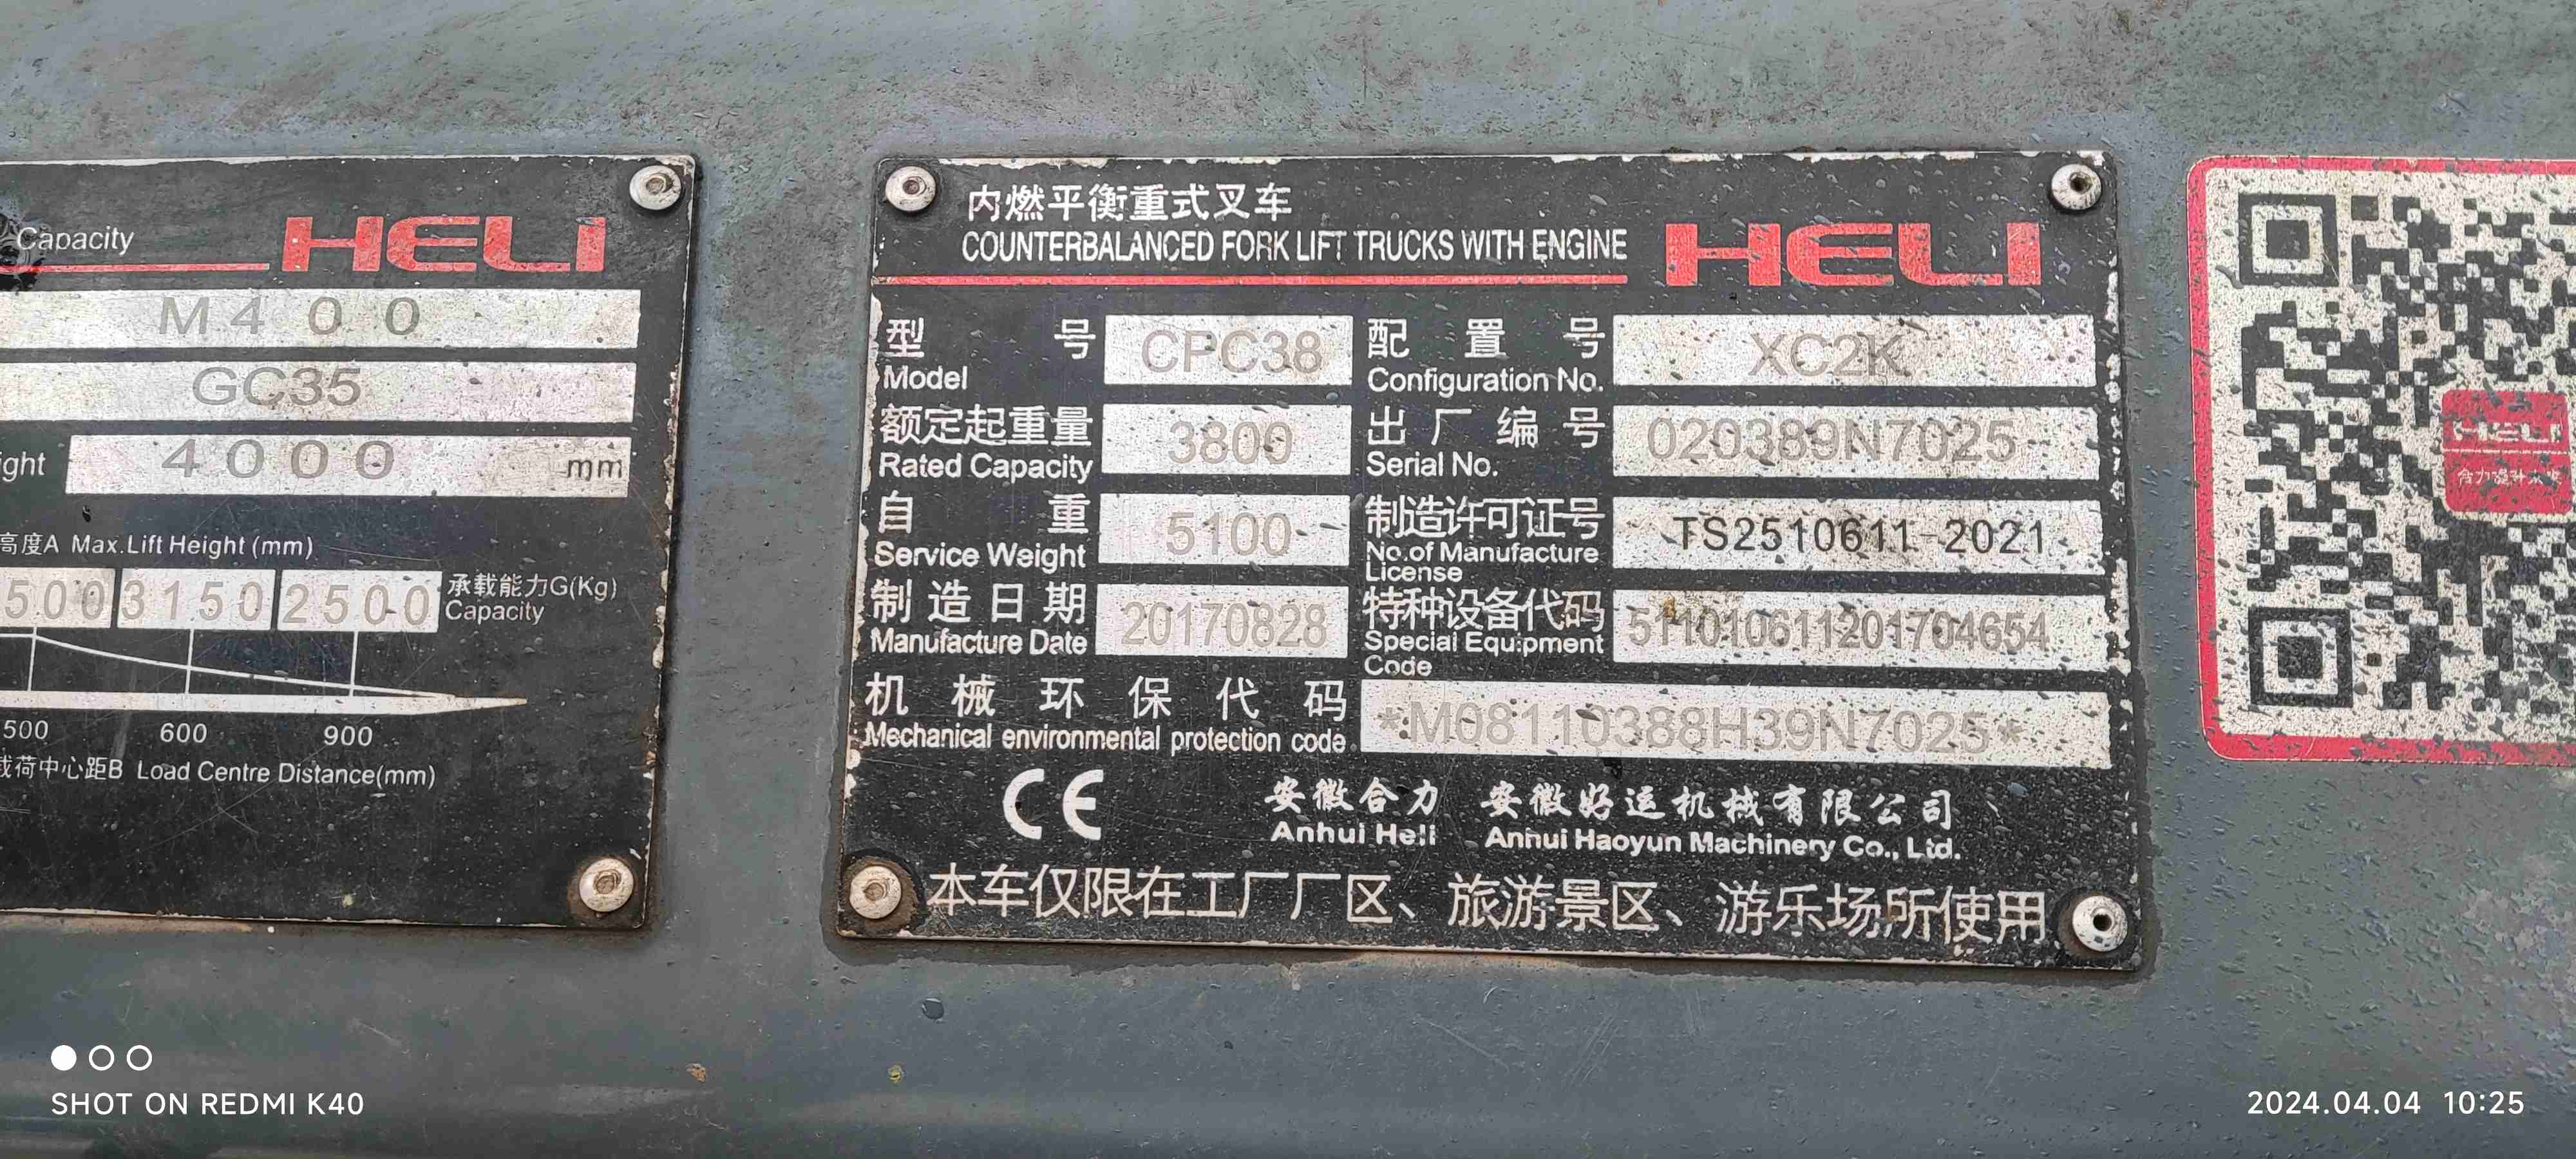 Capacity HELI
M400
GC35
ight 4000 mm
高度A Max.Lift Height (mm)
500 3150 2500 承载能力G(Kg)
Capacity
500 600 900
载荷中心距B Load Centre Distance(mm)
内燃平衡重式叉车
COUNTERBALANCED FORK LIFT TRUCKS WITH ENGINE HELI
型号 CPC38 配置号 XC2K
Model Configuration No.
额定起重量 3800 出厂编号 020389N7025
Rated Capacity Serial No.
自重 5100 制造许可证号 TS2510611-2021
Service Weight No.of Manufacture
License
制造日期 20170828 特种设备代码 511010611201704654
Manufacture Date Special Equipment
Code
机械环保代码 *M08110388H39N7025*
Mechanical environmental protection code
CE 安徽合力 安徽好运机械有限公司
Anhui Heli Anhui Haoyun Machinery Co., Ltd.
本车仅限在工厂厂区、旅游景区、游乐场所使用
HELI
SHOT ON REDMI K40
2024.04.04 10:25